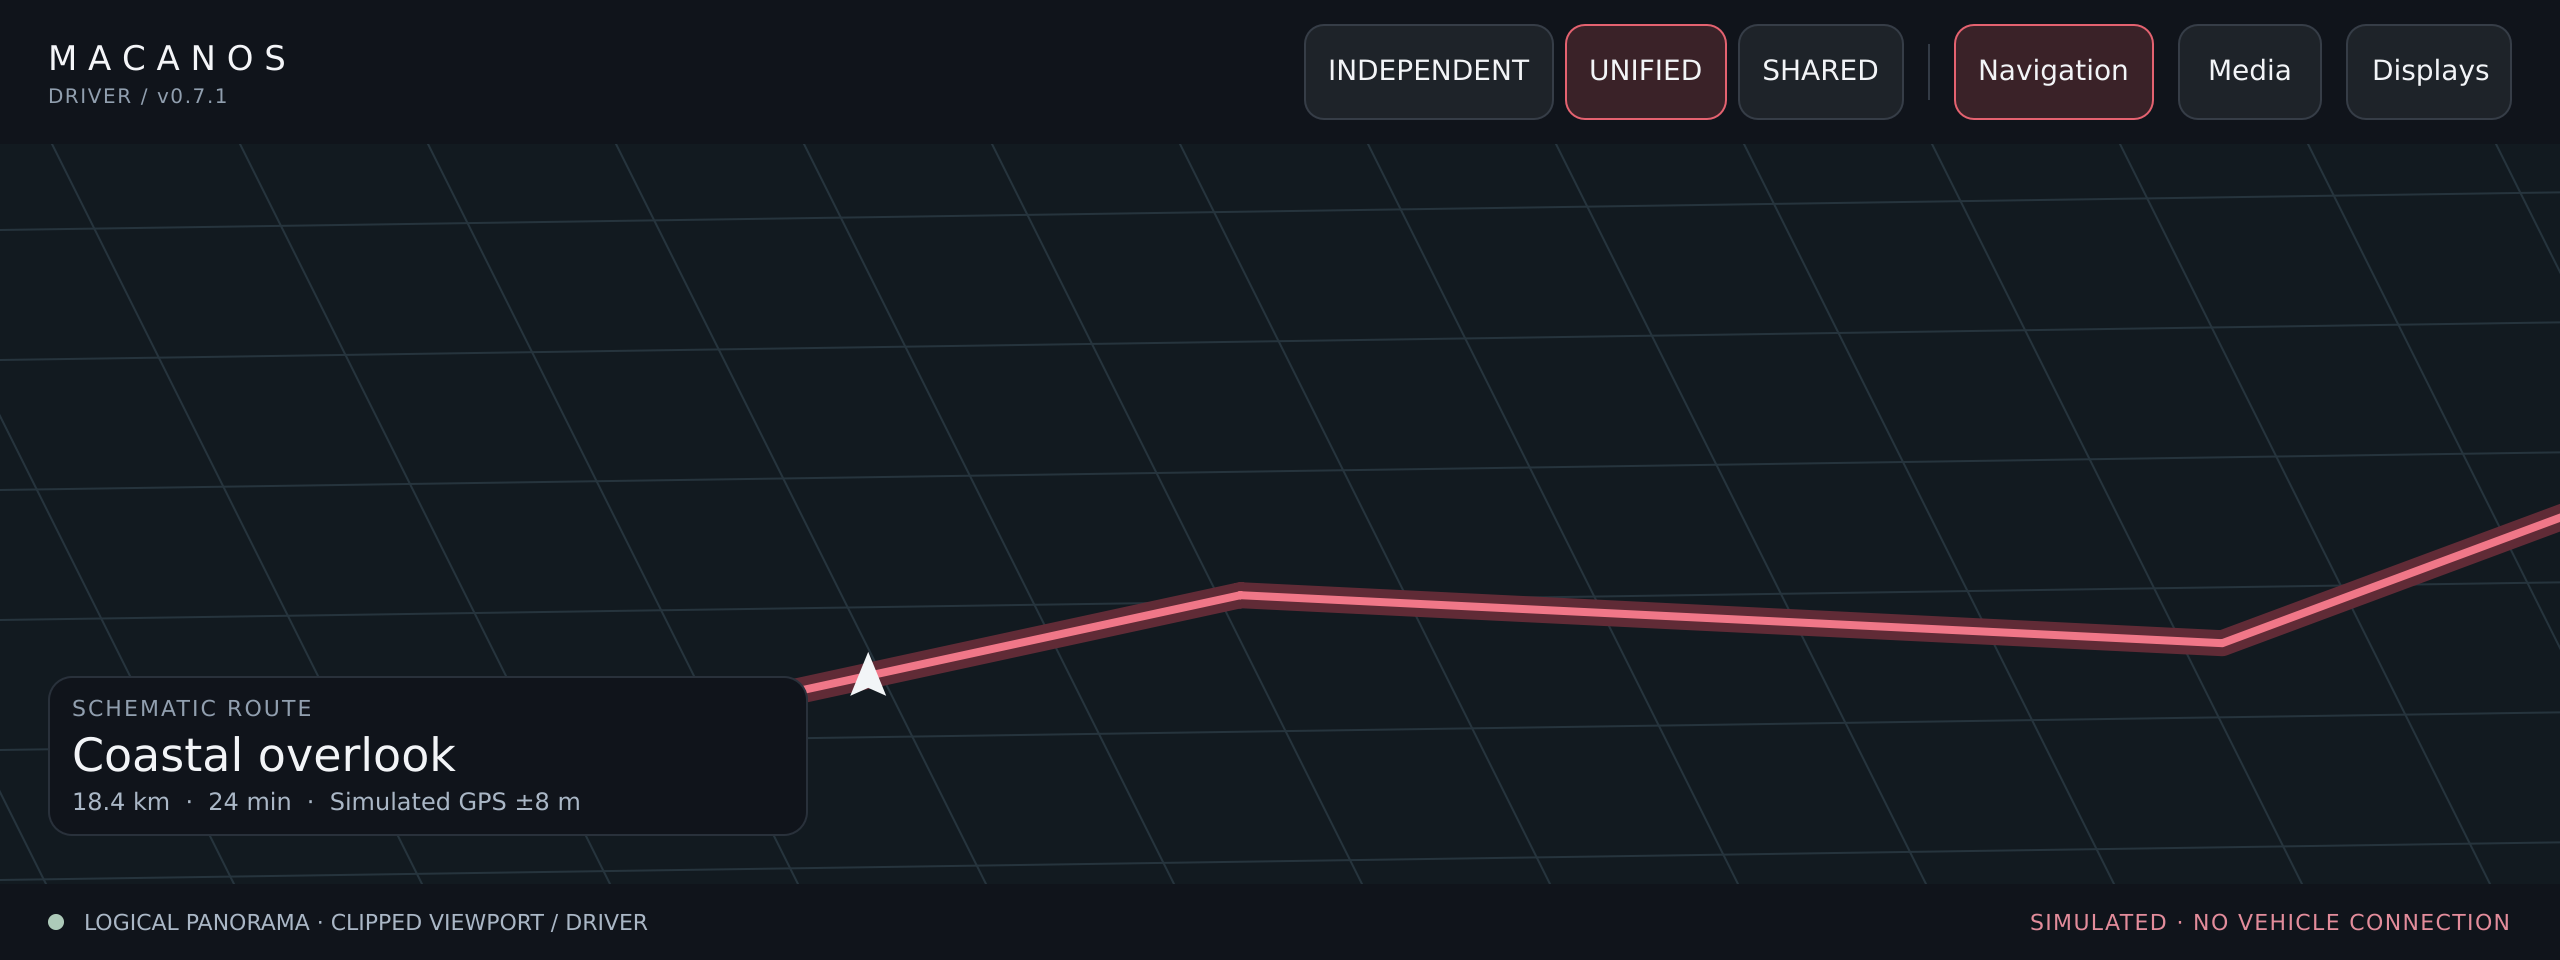 MACANOS
DRIVER / v0.7.1
INDEPENDENT
UNIFIED
SHARED
Navigation
Media
Displays
SCHEMATIC ROUTE
Coastal overlook
18.4 km · 24 min · Simulated GPS ±8 m
LOGICAL PANORAMA · CLIPPED VIEWPORT / DRIVER
SIMULATED · NO VEHICLE CONNECTION